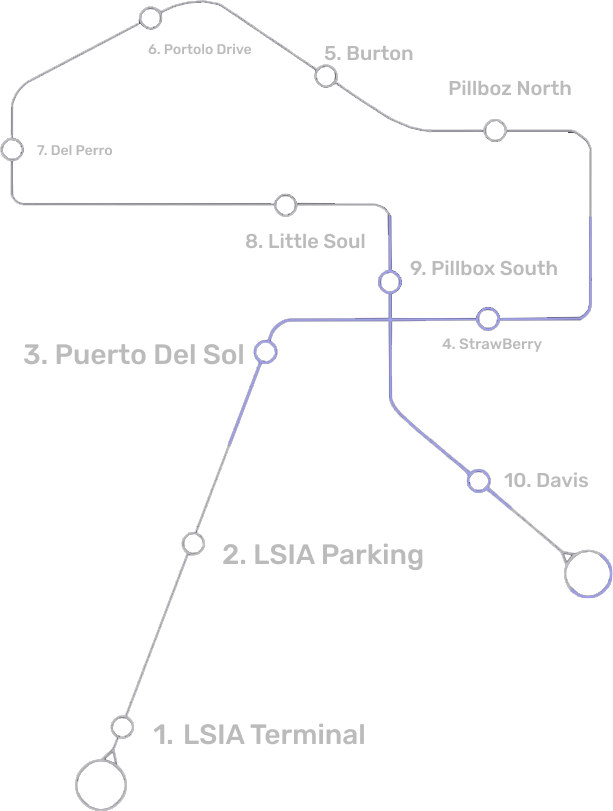 6. Portolo Drive
5. Burton
Pillboz North
7. Del Perro
8. Little Soul
9. Pillbox South
4. StrawBerry
3. Puerto Del Sol
10. Davis
2. LSIA Parking
1. LSIA Terminal